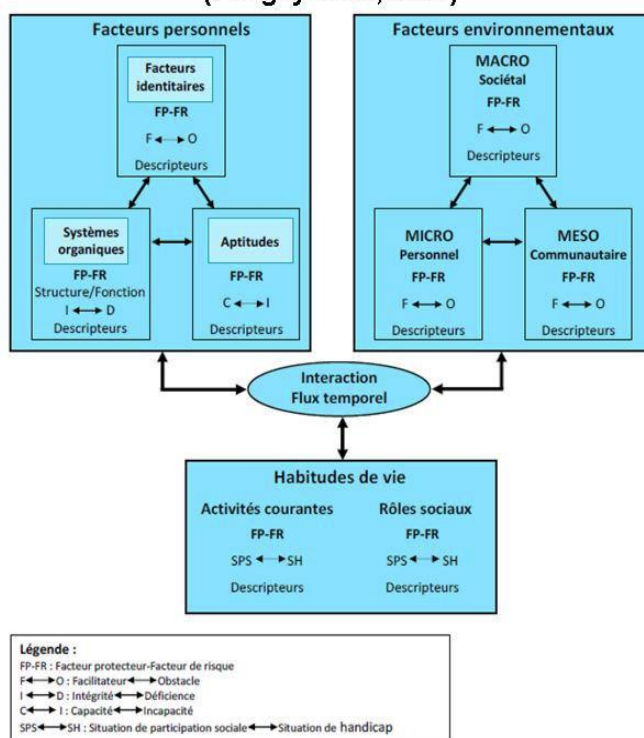 Facteurs personnels
Facteurs
identitaires
FP-FR
F ↔ O
Descripteurs
Systèmes
organiques
FP-FR
Structure/Fonction
I ↔ D
Descripteurs
Aptitudes
FP-FR
C ↔ I
Descripteurs
Facteurs environnementaux
MACRO
Sociétal
FP-FR
F ↔ O
Descripteurs
MICRO
Personnel
FP-FR
F ↔ O
Descripteurs
MESO
Communautaire
FP-FR
F ↔ O
Descripteurs
Interaction
Flux temporel
Habitudes de vie
Activités courantes
FP-FR
SPS ↔ SH
Descripteurs
Rôles sociaux
FP-FR
SPS ↔ SH
Descripteurs
Légende :
FP-FR : Facteur protecteur-Facteur de risque
F ↔ O : Facilitateur ↔ Obstacle
I ↔ D : Intégrité ↔ Déficience
C ↔ I : Capacité ↔ Incapacité
SPS ↔ SH : Situation de participation sociale ↔ Situation de handicap